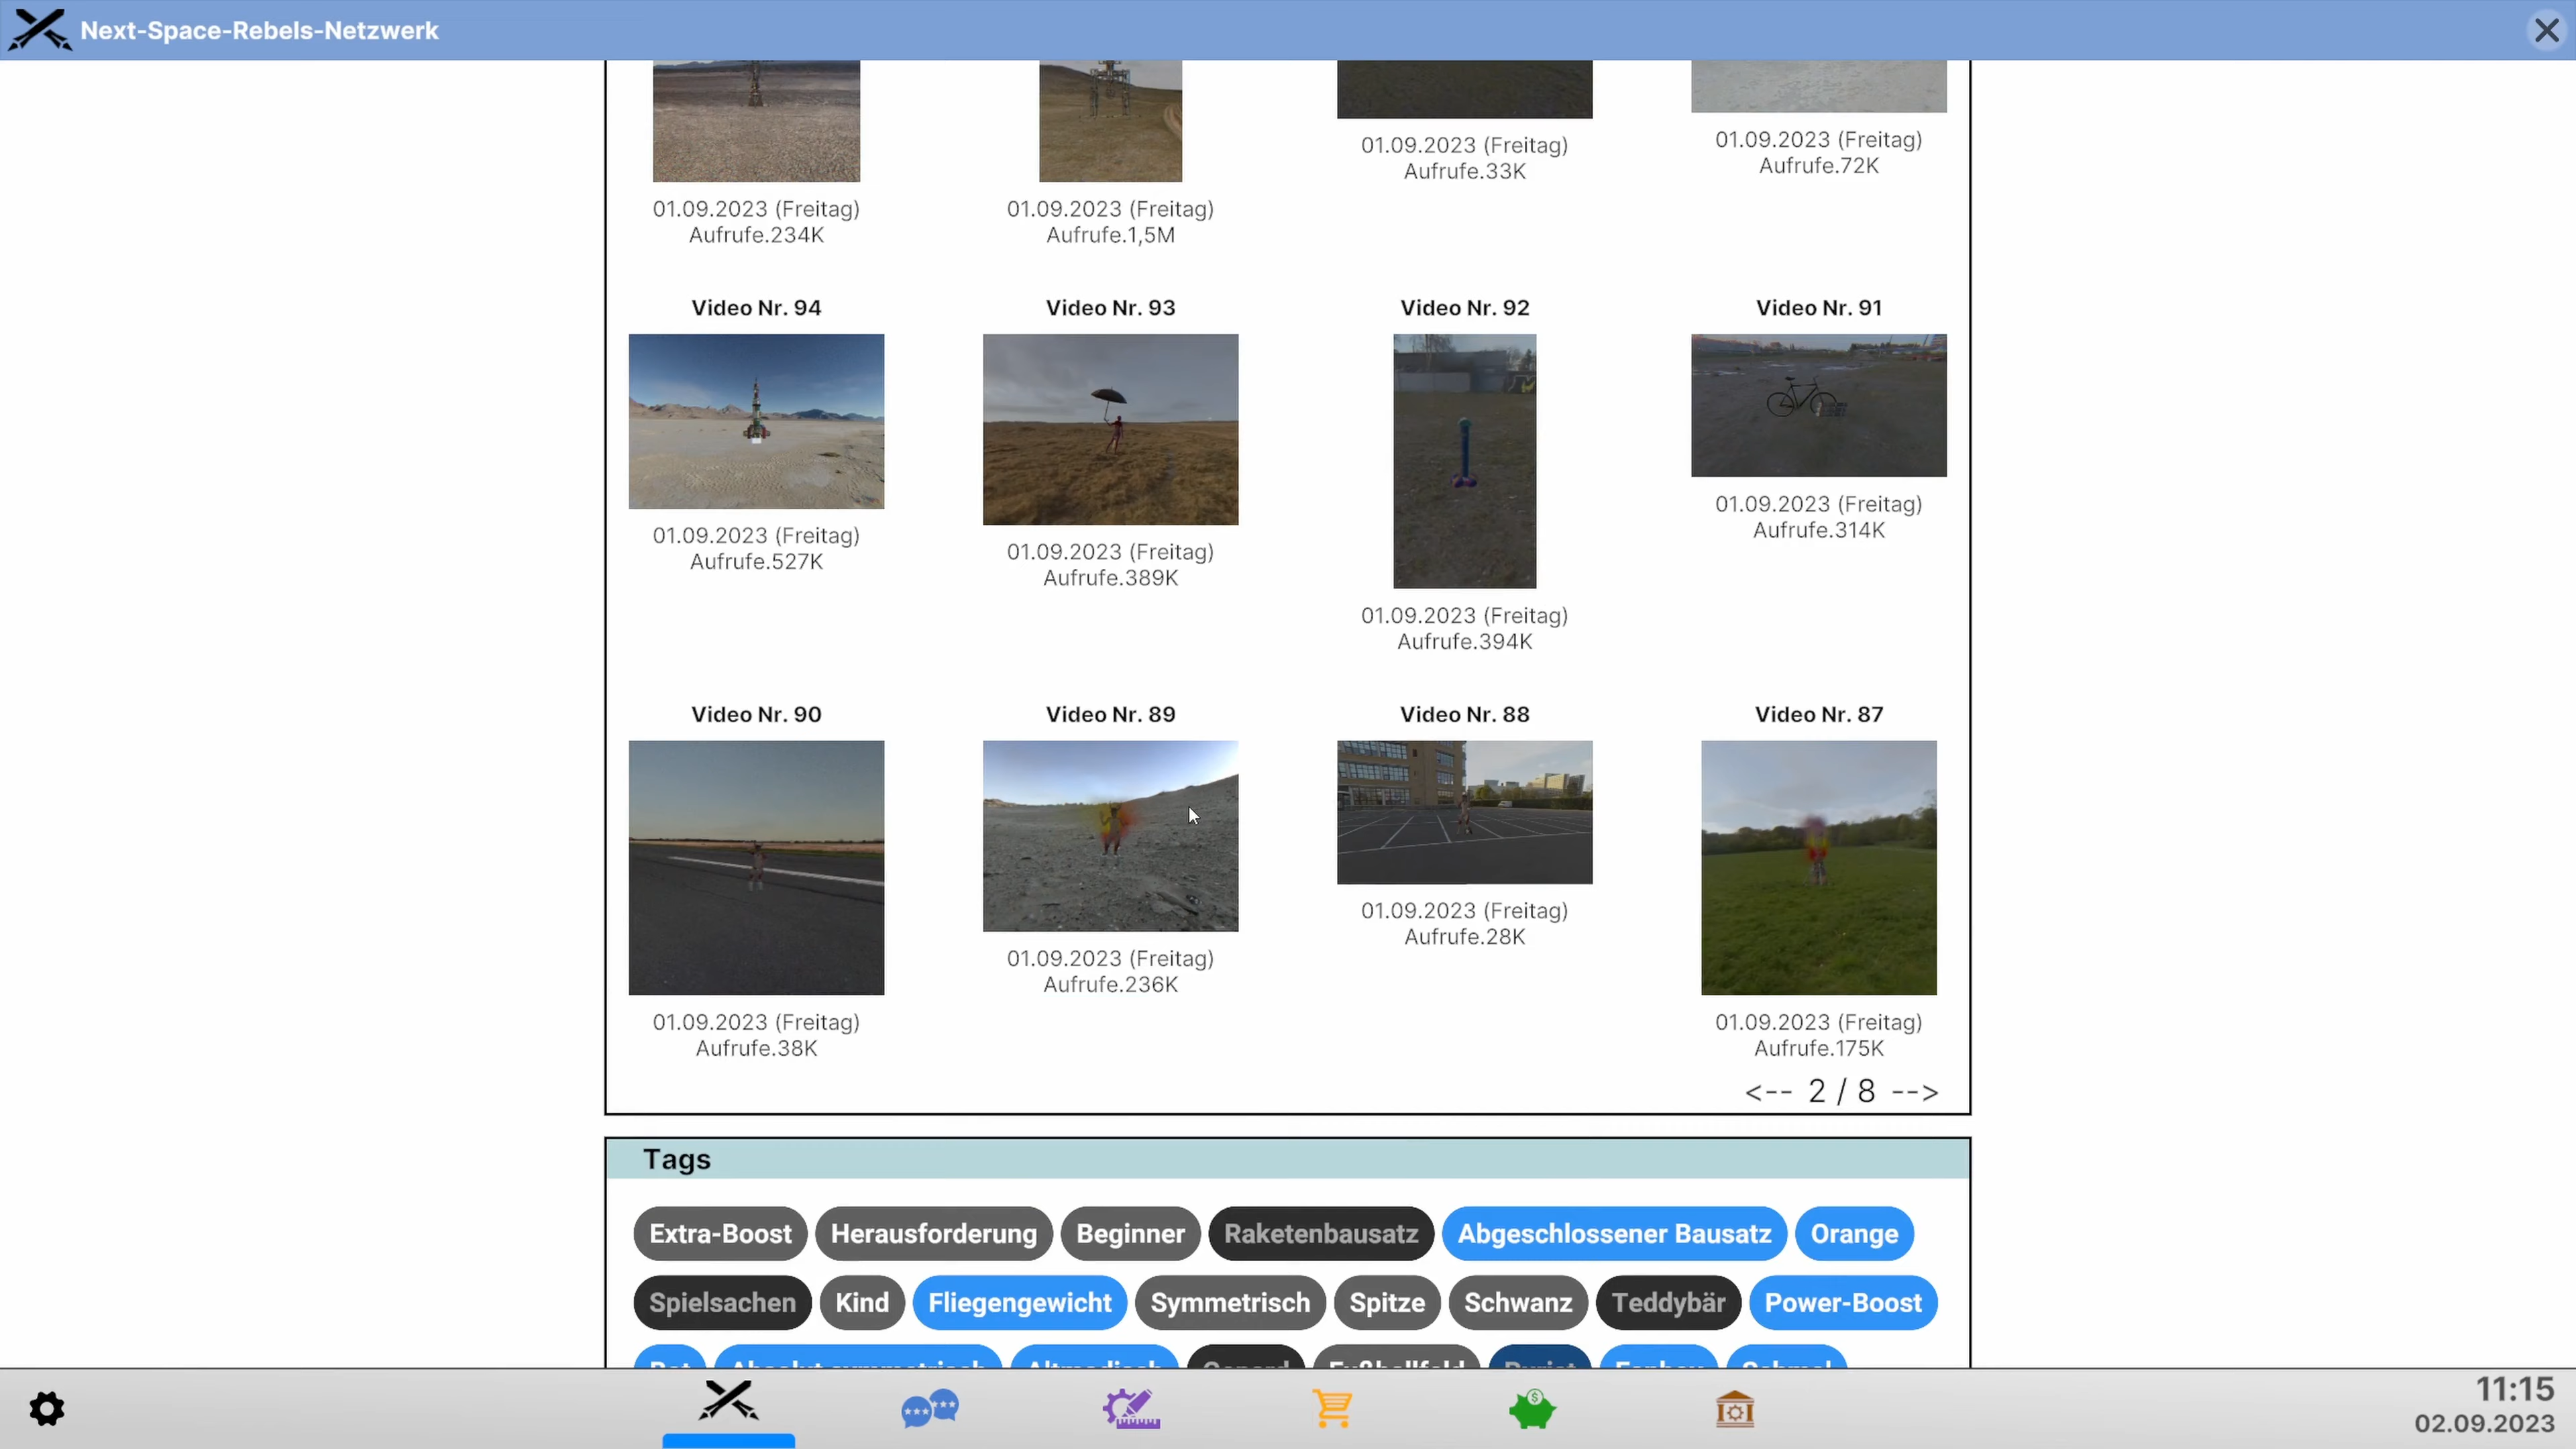 Next-Space-Rebels-Netzwerk
01.09.2023 (Freitag)
Aufrufe.234K
01.09.2023 (Freitag)
Aufrufe.1,5M
01.09.2023 (Freitag)
Aufrufe.33K
01.09.2023 (Freitag)
Aufrufe.72K
Video Nr. 94
01.09.2023 (Freitag)
Aufrufe.527K
Video Nr. 93
01.09.2023 (Freitag)
Aufrufe.389K
Video Nr. 92
01.09.2023 (Freitag)
Aufrufe.394K
Video Nr. 91
01.09.2023 (Freitag)
Aufrufe.314K
Video Nr. 90
01.09.2023 (Freitag)
Aufrufe.38K
Video Nr. 89
01.09.2023 (Freitag)
Aufrufe.236K
Video Nr. 88
01.09.2023 (Freitag)
Aufrufe.28K
Video Nr. 87
01.09.2023 (Freitag)
Aufrufe.175K
<-- 2 / 8 -->
Tags
Extra-Boost Herausforderung Beginner Raketenbausatz Abgeschlossener Bausatz Orange
Spielsachen Kind Fliegengewicht Symmetrisch Spitze Schwanz Teddybär Power-Boost
Absolut symmetrisch Altmodisch Fußballfeld Purist
11:15
02.09.2023